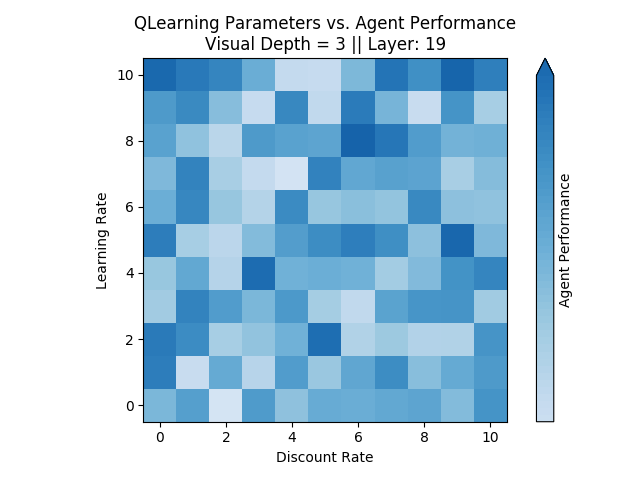 QLearning Parameters vs. Agent Performance
Visual Depth = 3 || Layer: 19
10
8
6
4
2
0
Learning Rate
0 2 4 6 8 10
Discount Rate
Agent Performance